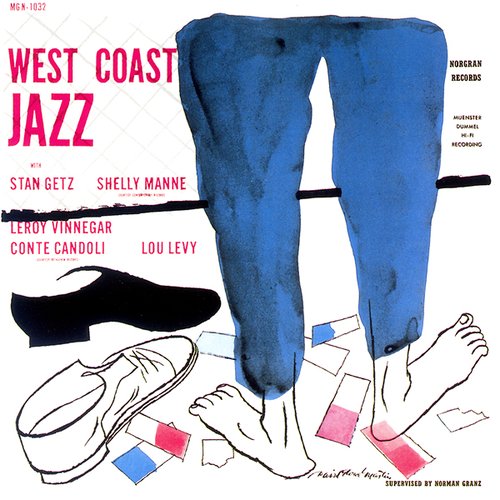 MG N-1032
WEST COAST
JAZZ
WITH
STAN GETZ SHELLY MANNE
LEROY VINNEGAR
CONTE CANDOLI LOU LEVY
NORGRAN
RECORDS
MUENSTER
DUMMEL
HI-FI
RECORDING
SUPERVISED BY NORMAN GRANZ